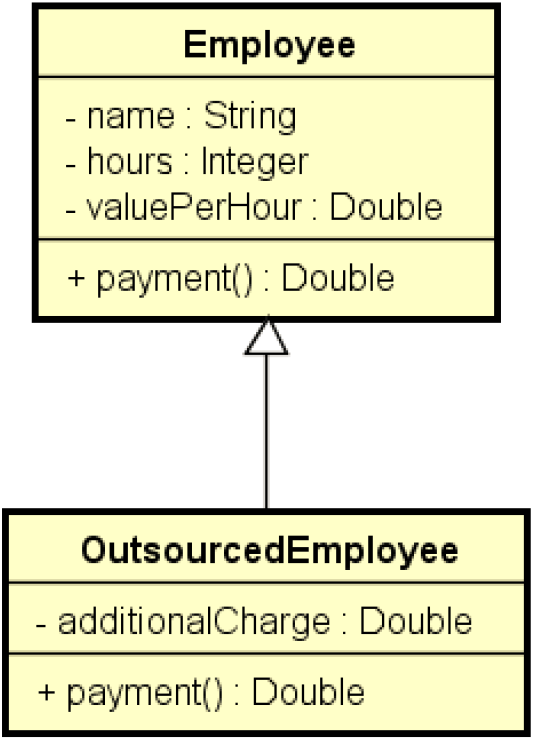 Employee
- name : String
- hours : Integer
- valuePerHour : Double
+ payment() : Double
OutsourcedEmployee
- additionalCharge : Double
+ payment() : Double